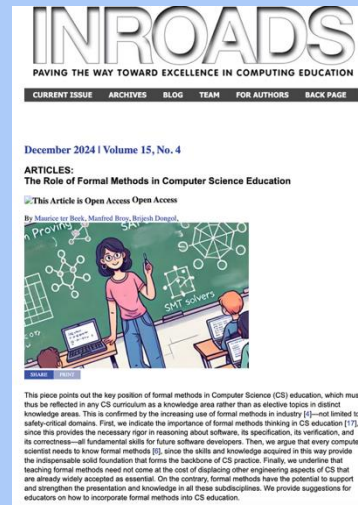 INROADS
PAVING THE WAY TOWARD EXCELLENCE IN COMPUTING EDUCATION
CURRENT ISSUE ARCHIVES BLOG TEAM FOR AUTHORS BACK PAGE
December 2024 | Volume 15, No. 4
ARTICLES:
The Role of Formal Methods in Computer Science Education
This Article is Open Access Open Access
By Maurice ter Beek, Manfred Broy, Brijesh Dongol,
n Proving
SAT
SMT solvers
SHARE PRINT
This piece points out the key position of formal methods in Computer Science (CS) education, which mus
thus be reflected in any CS curriculum as a knowledge area rather than as elective topics in distinct
knowledge areas. This is confirmed by the increasing use of formal methods in industry [4]—not limited to
safety-critical domains. First, we indicate the importance of formal methods thinking in CS education [17],
since this provides the necessary rigor in reasoning about software, its specification, its verification, and
its correctness—all fundamental skills for future software developers. Then, we argue that every compute
scientist needs to know formal methods [6], since the skills and knowledge acquired in this way provide
the indispensable solid foundation that forms the backbone of CS practice. Finally, we underline that
teaching formal methods need not come at the cost of displacing other engineering aspects of CS that
are already widely accepted as essential. On the contrary, formal methods have the potential to support
and strengthen the presentation and knowledge in all these subdisciplines. We provide suggestions for
educators on how to incorporate formal methods into CS education.